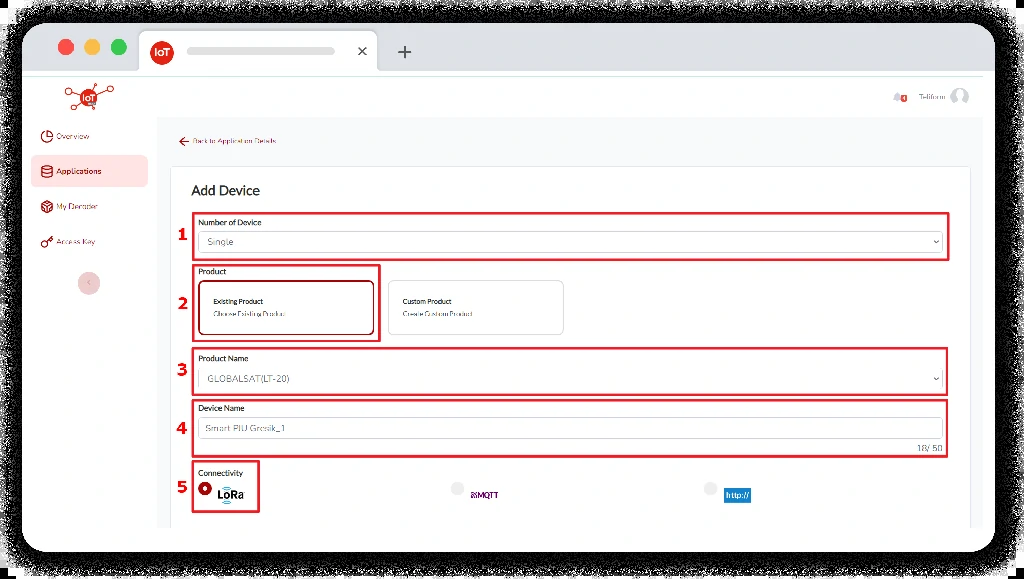 IoT
IoT
4
Teliform
Overview
Applications
My Decoder
Access Key
Back to Application Details
Add Device
1
Number of Device
Single
2
Product
Existing Product
Choose Existing Product
Custom Product
Create Custom Product
3
Product Name
GLOBALSAT(LT-20)
4
Device Name
Smart PJU Gresik_1
18/ 50
5
Connectivity
LoRa
MQTT
http://